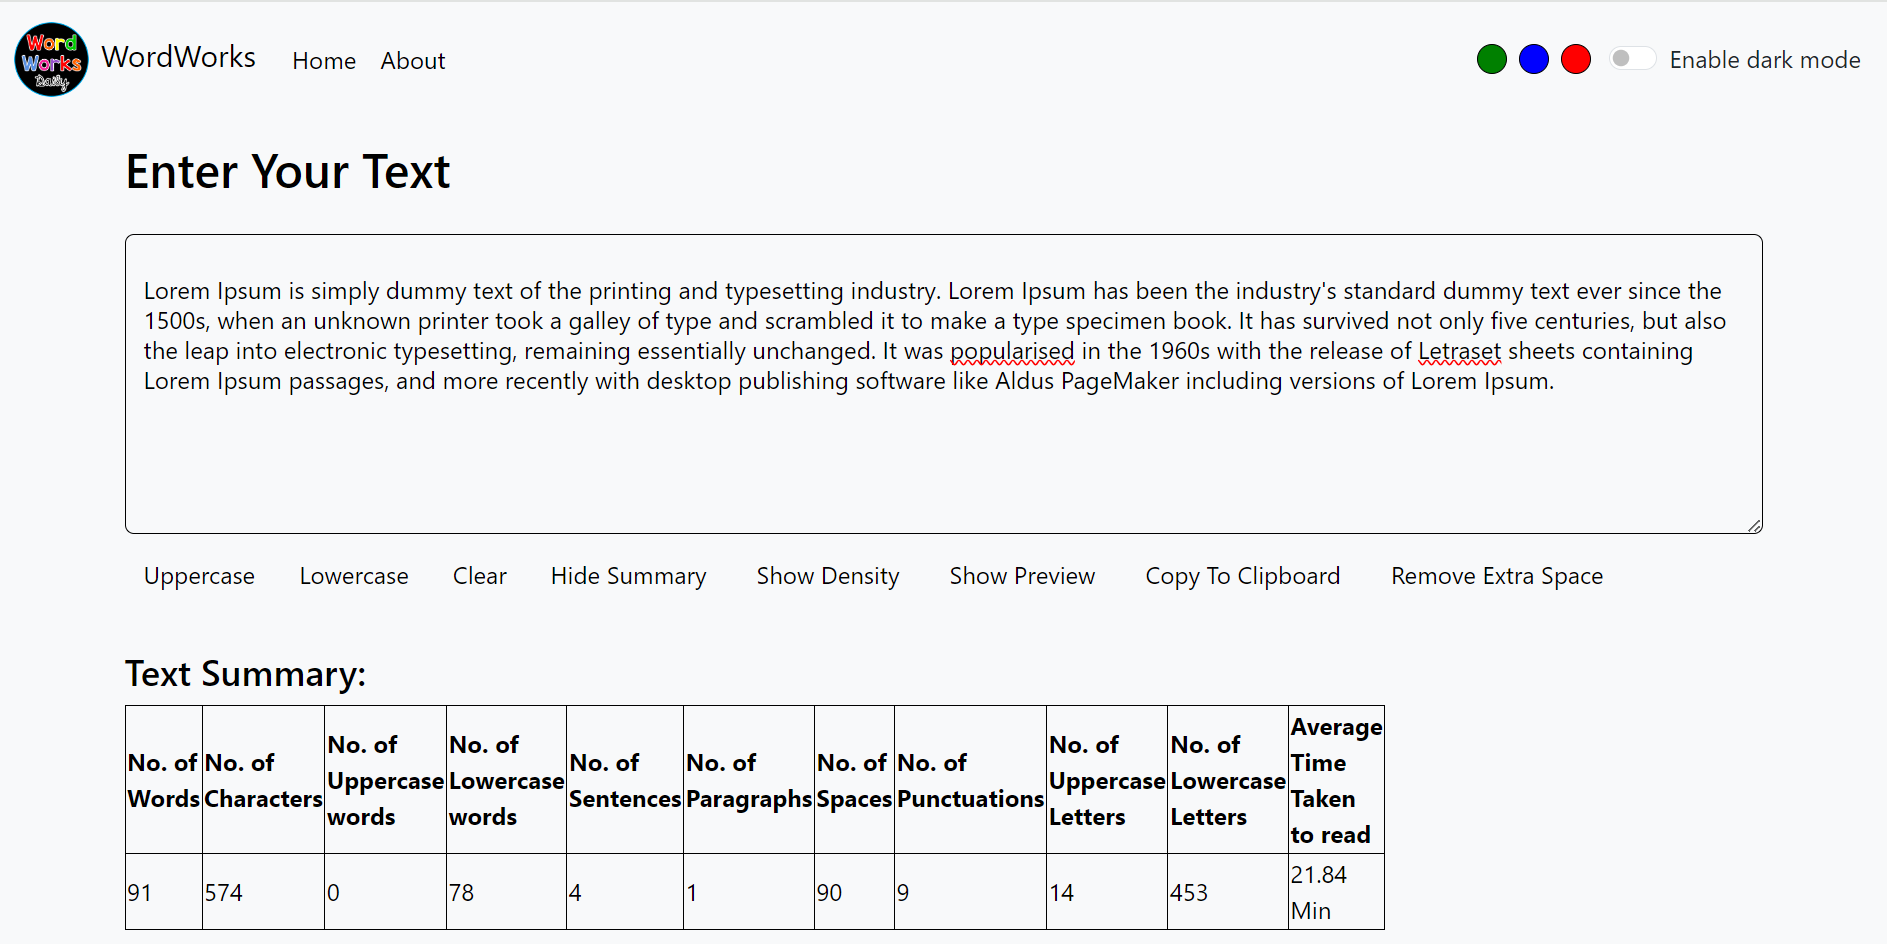 Word
Works
Daily
WordWorks Home About Enable dark mode
Enter Your Text
Lorem Ipsum is simply dummy text of the printing and typesetting industry. Lorem Ipsum has been the industry's standard dummy text ever since the
1500s, when an unknown printer took a galley of type and scrambled it to make a type specimen book. It has survived not only five centuries, but also
the leap into electronic typesetting, remaining essentially unchanged. It was popularised in the 1960s with the release of Letraset sheets containing
Lorem Ipsum passages, and more recently with desktop publishing software like Aldus PageMaker including versions of Lorem Ipsum.
Uppercase Lowercase Clear Hide Summary Show Density Show Preview Copy To Clipboard Remove Extra Space
Text Summary:
No. of Words
No. of Characters
No. of Uppercase words
No. of Lowercase words
No. of Sentences
No. of Paragraphs
No. of Spaces
No. of Punctuations
No. of Uppercase Letters
No. of Lowercase Letters
Average Time Taken to read
91 574 0 78 4 1 90 9 14 453 21.84 Min